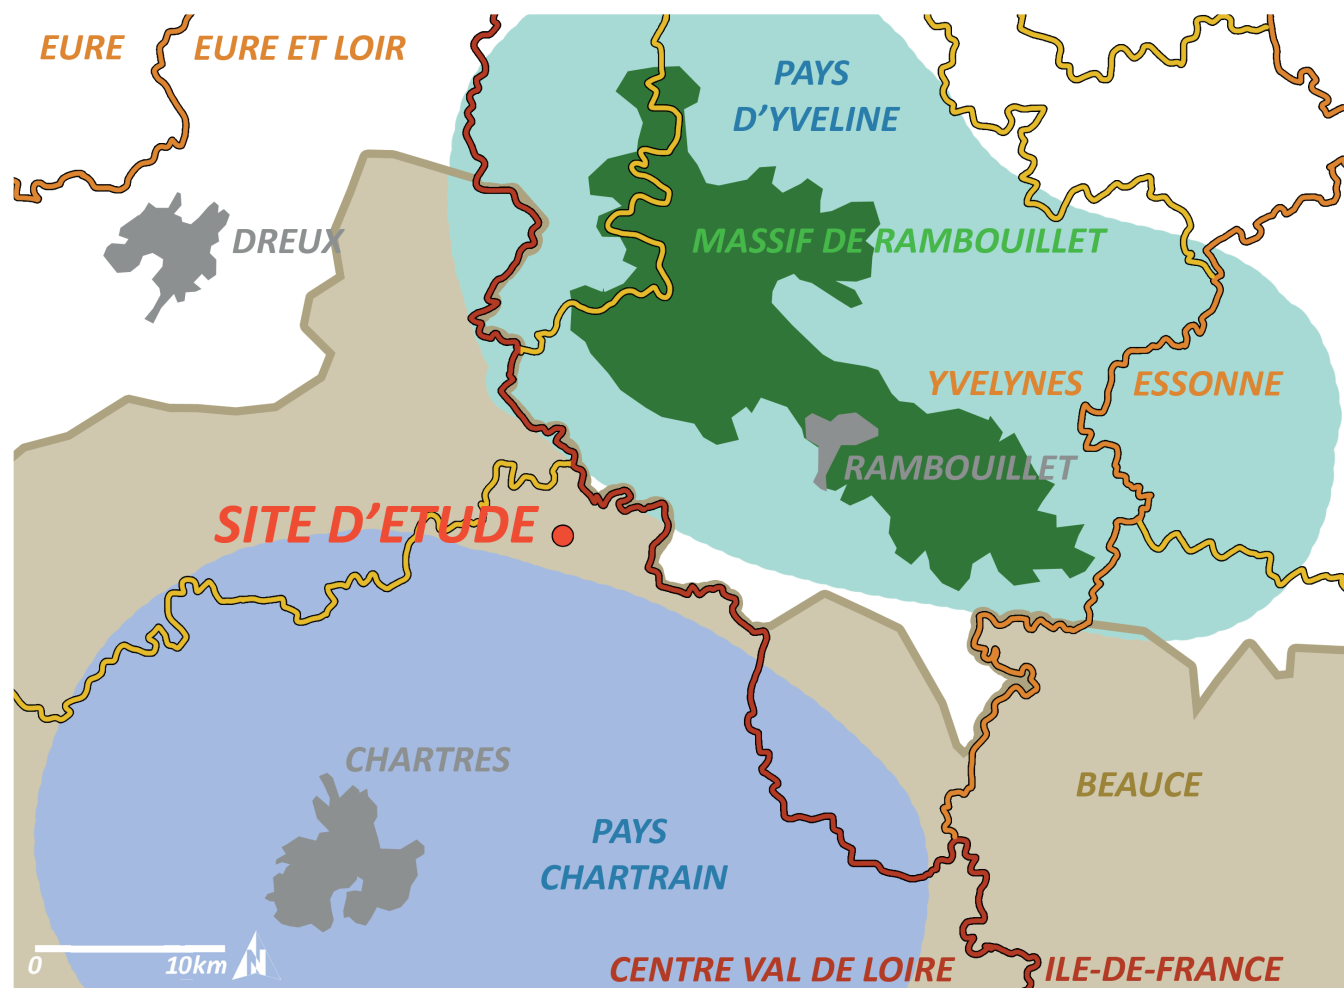 EURE
EURE ET LOIR
PAYS
D’YVELINE
DREUX
MASSIF DE RAMBOUILLET
YVELYNES
ESSONNE
RAMBOUILLET
SITE D’ETUDE
CHARTRES
BEAUCE
PAYS
CHARTRAIN
0
10km
N
CENTRE VAL DE LOIRE
ILE-DE-FRANCE